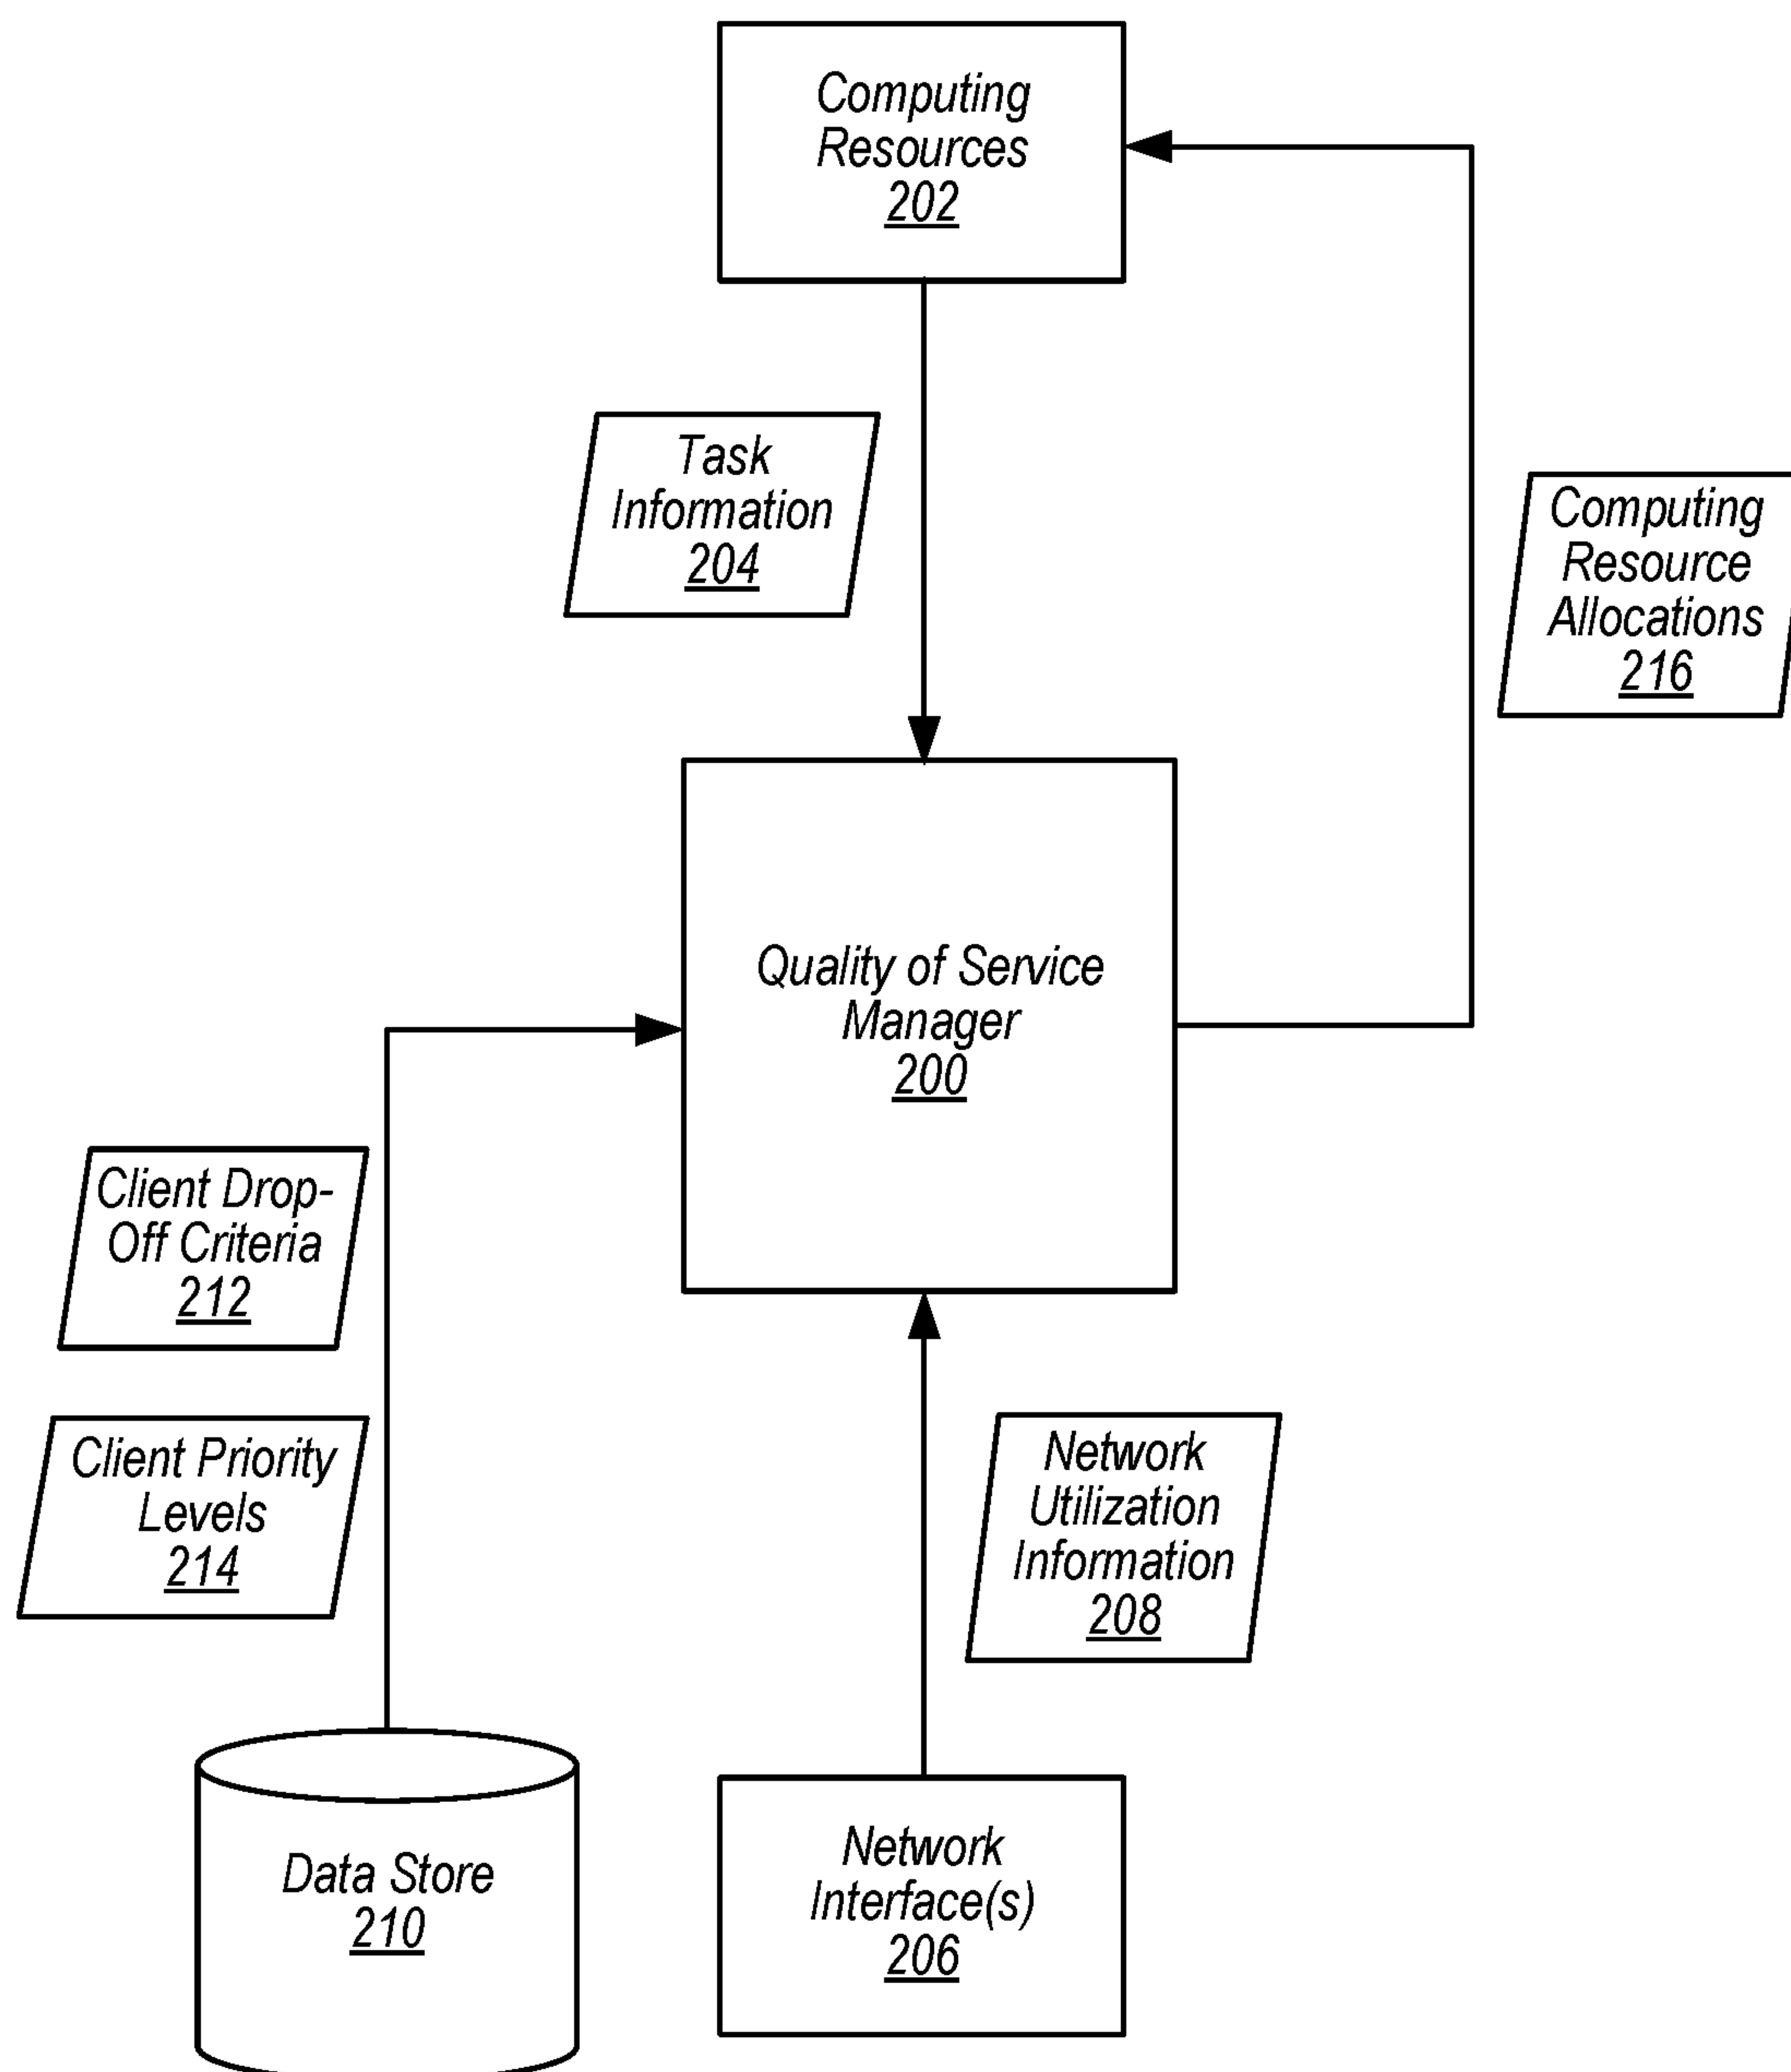 Computing
Resources
202
Task
Information
204
Computing
Resource
Allocations
216
Quality of Service
Manager
200
Client Drop-
Off Criteria
212
Client Priority
Levels
214
Network
Utilization
Information
208
Data Store
210
Network
Interface(s)
206